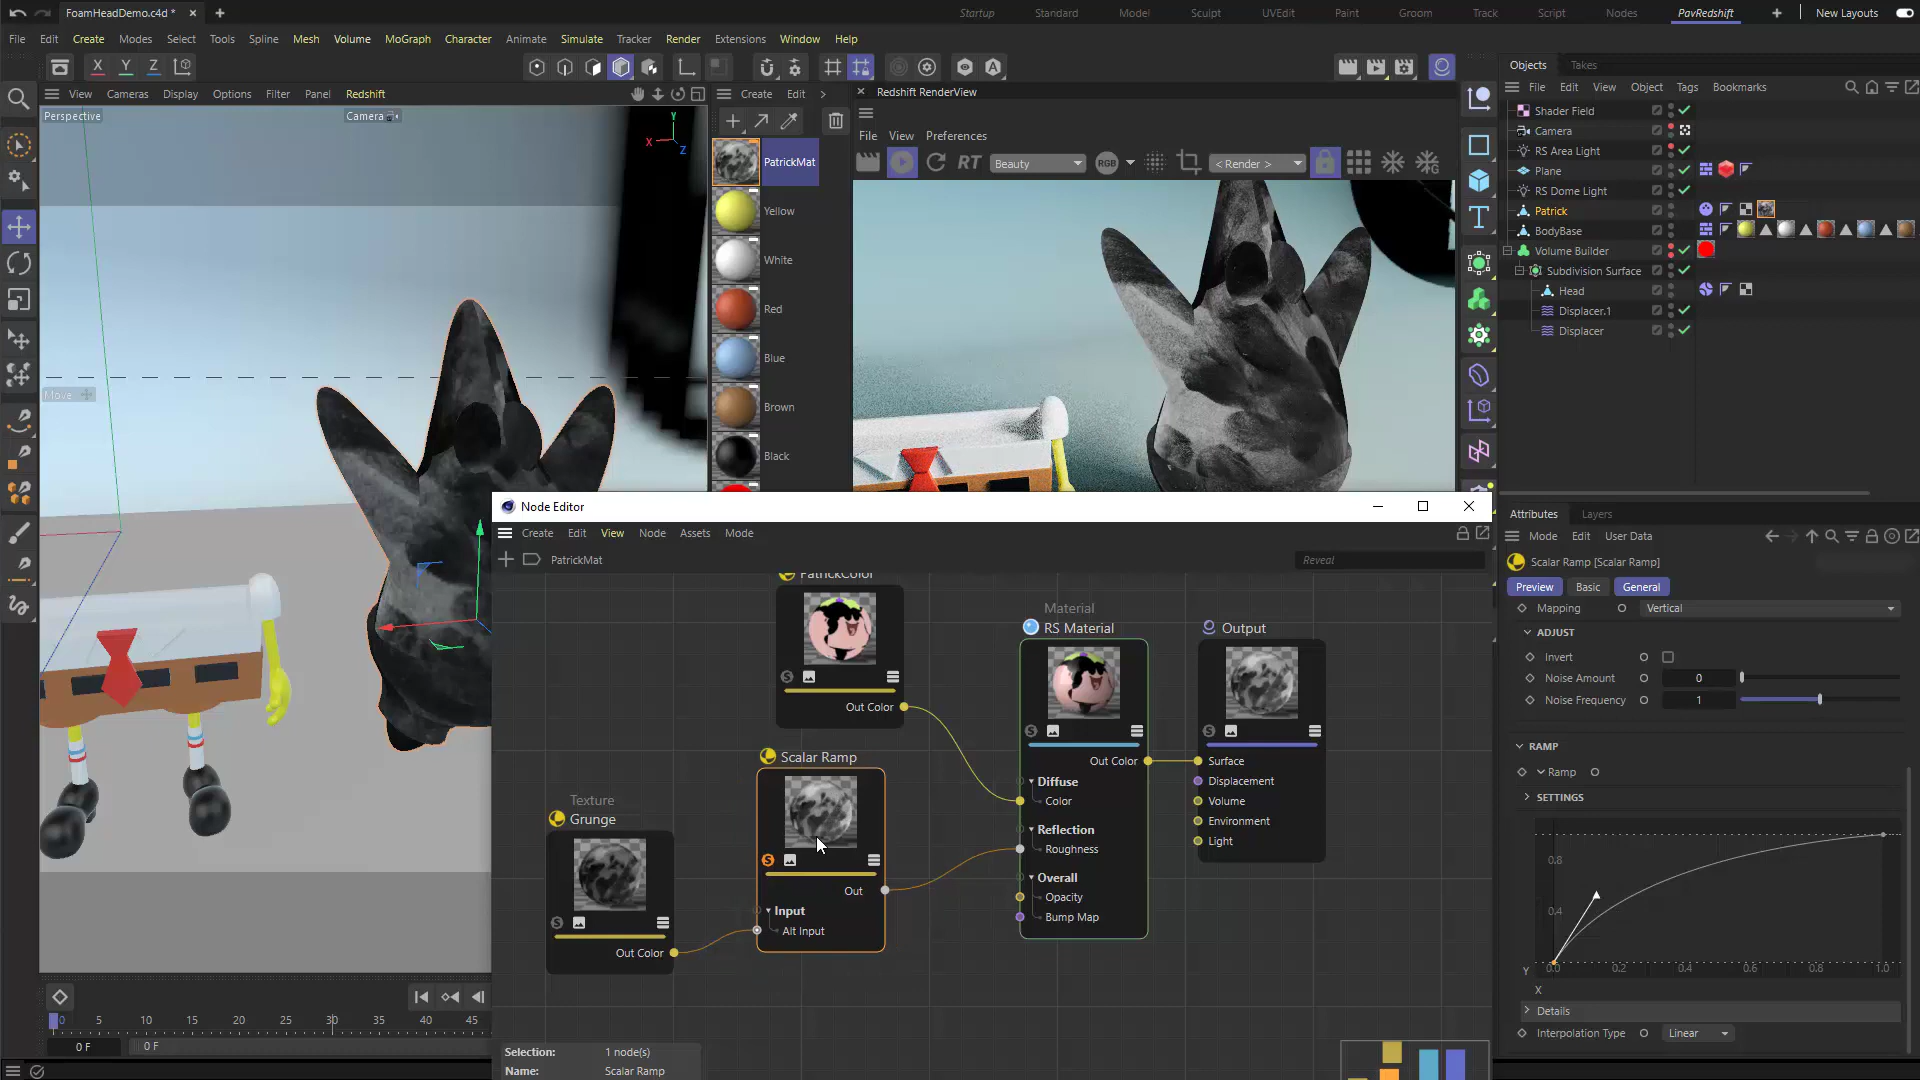 FoamHeadDemo.c4d *
Startup
Standard
Model
Sculpt
UVEdit
Paint
Groom
Track
Script
Nodes
PavRedshift
New Layouts
File Edit Create Modes Select Tools Spline Mesh Volume MoGraph Character Animate Simulate Tracker Render Extensions Window Help
X Y Z
View Cameras Display Options Filter Panel Redshift
Perspective
Camera
Y
X
Z
Move
Create Edit
PatrickMat
Yellow
White
Red
Blue
Brown
Black
Redshift RenderView
File View Preferences
RT Beauty RGB < Render >
Objects Takes
File Edit View Object Tags Bookmarks
Shader Field
Camera
RS Area Light
Plane
RS Dome Light
Patrick
BodyBase
Volume Builder
Subdivision Surface
Head
Displacer.1
Displacer
Node Editor
Create Edit View Node Assets Mode
PatrickMat
Reveal
PatrickColor
Out Color
Scalar Ramp
Out
Input
Alt Input
Texture
Grunge
Out Color
Material
RS Material
Out Color
Diffuse
Color
Reflection
Roughness
Overall
Opacity
Bump Map
Output
Surface
Displacement
Volume
Environment
Light
Selection: 1 node(s)
Name: Scalar Ramp
Attributes Layers
Mode Edit User Data
Scalar Ramp [Scalar Ramp]
Preview Basic General
Mapping Vertical
ADJUST
Invert
Noise Amount 0
Noise Frequency 1
RAMP
Ramp
SETTINGS
0.8
0.4
Y
0.0 0.2 0.4 0.6 0.8 1.0
X
Details
Interpolation Type Linear
0 5 10 15 20 25 30 35 40 45
0 F 0 F